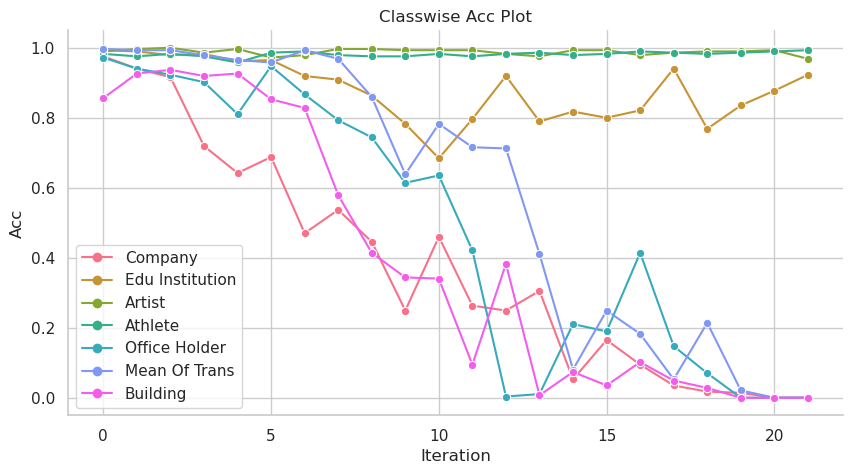 Classwise Acc Plot
1.0
0.8
0.6
0.4
0.2
0.0
Acc
Company
Edu Institution
Artist
Athlete
Office Holder
Mean Of Trans
Building
0
5
10
15
20
Iteration